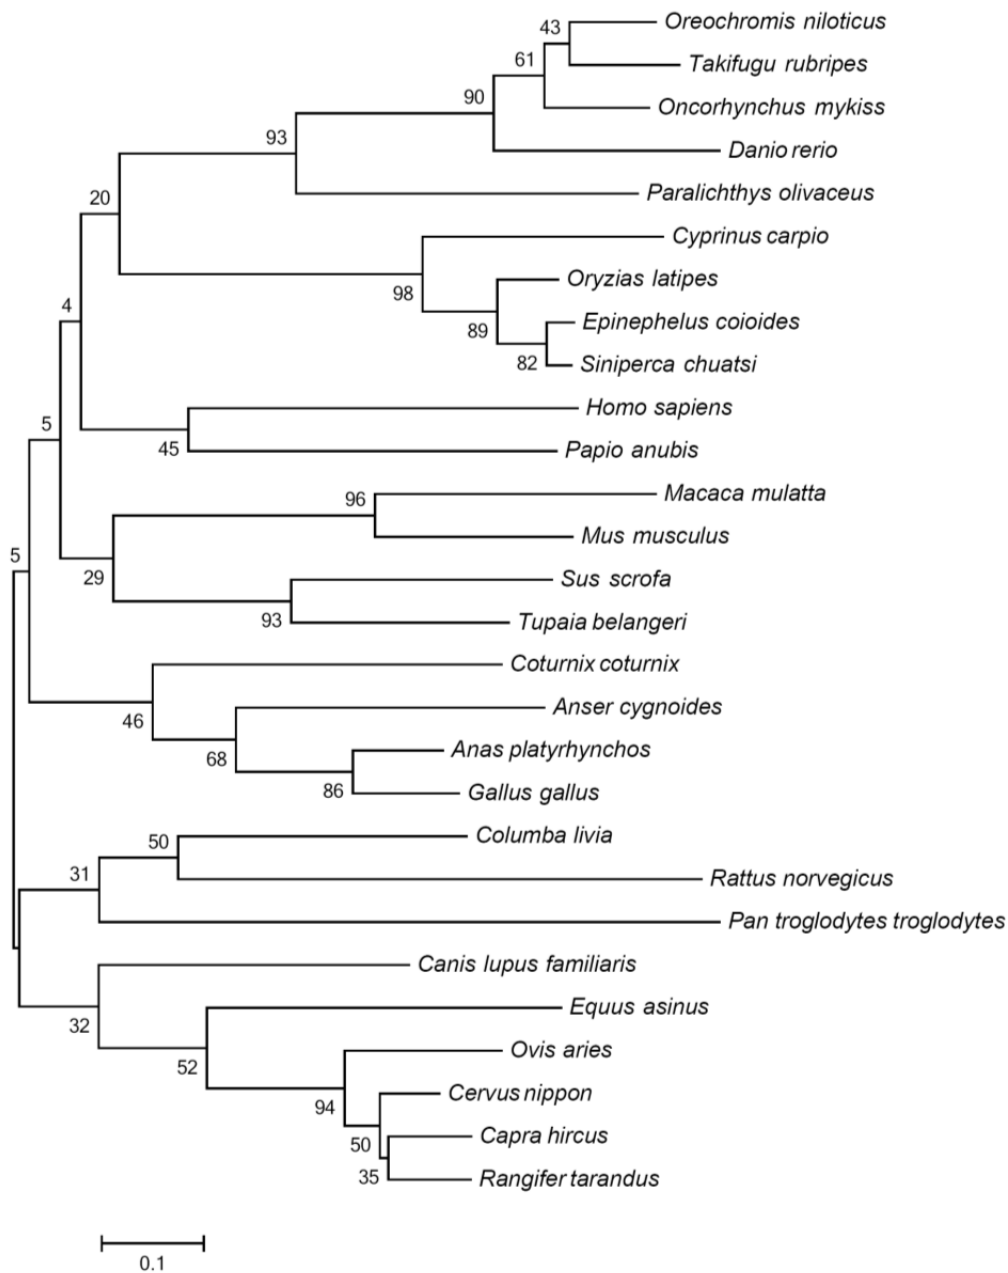 43
Oreochromis niloticus
61
Takifugu rubripes
90
Oncorhynchus mykiss
93
Danio rerio
20
Paralichthys olivaceus
Cyprinus carpio
98
Oryzias latipes
4
89
Epinephelus coioides
82
Siniperca chuatsi
5
Homo sapiens
45
Papio anubis
96
Macaca mulatta
5
Mus musculus
29
Sus scrofa
93
Tupaia belangeri
Coturnix coturnix
46
Anser cygnoides
68
Anas platyrhynchos
86
Gallus gallus
50
Columba livia
31
Rattus norvegicus
Pan troglodytes troglodytes
Canis lupus familiaris
32
Equus asinus
52
Ovis aries
94
Cervus nippon
50
Capra hircus
35
Rangifer tarandus
0.1